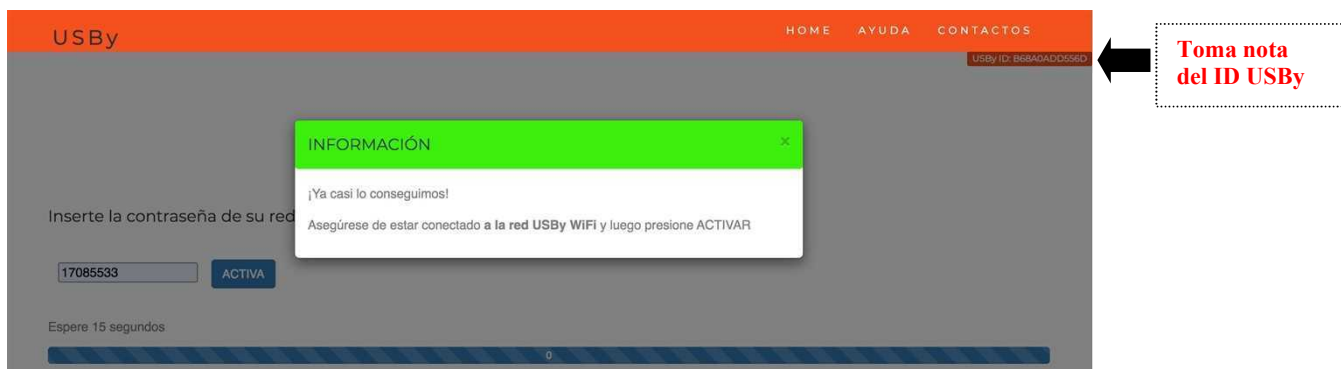 USBy
HOME AYUDA CONTACTOS
USBy ID: B68A0ADD556D
Toma nota
del ID USBy
INFORMACIÓN
×
¡Ya casi lo conseguimos!
Asegúrese de estar conectado a la red USBy WiFi y luego presione ACTIVAR
Inserte la contraseña de su red
17085533
ACTIVA
Espere 15 segundos
0